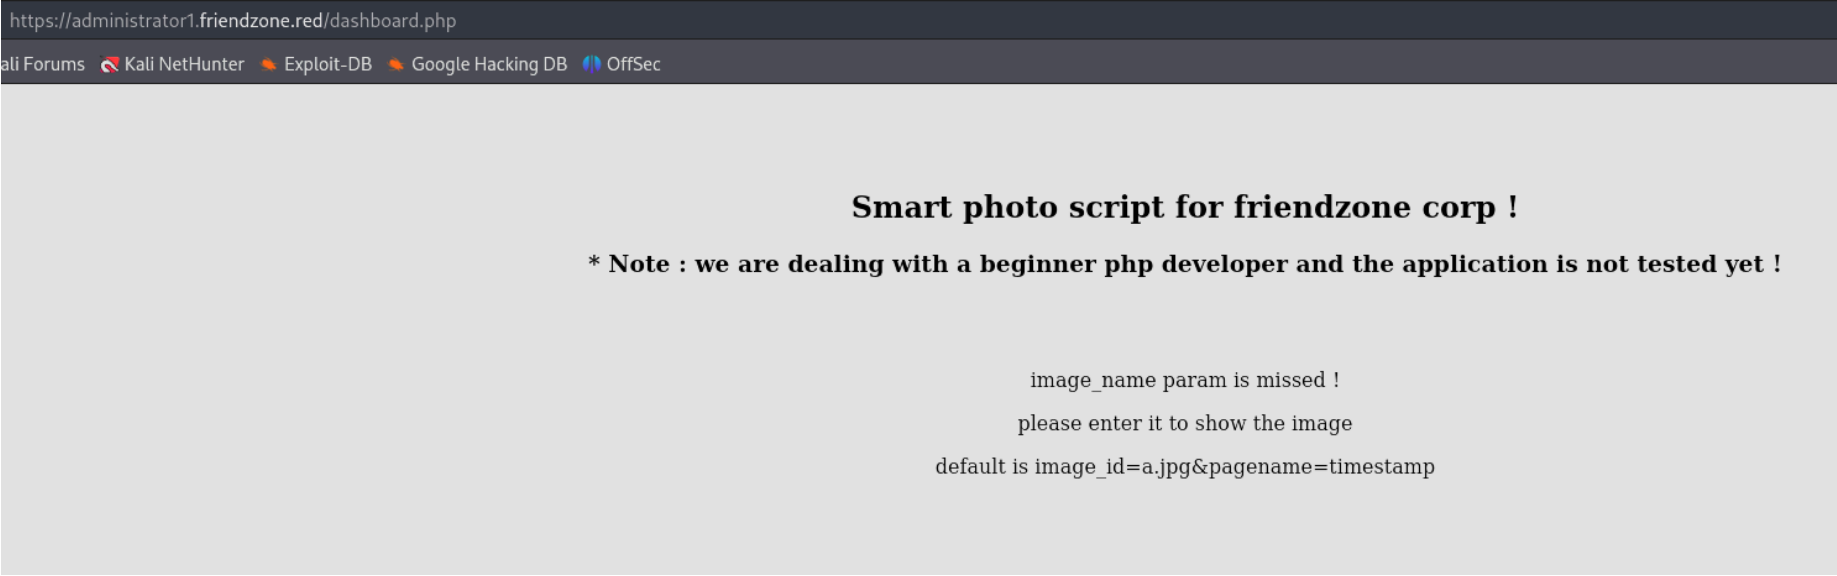 https://administrator1.friendzone.red/dashboard.php
ali Forums Kali NetHunter Exploit-DB Google Hacking DB OffSec
Smart photo script for friendzone corp !
* Note : we are dealing with a beginner php developer and the application is not tested yet !
image_name param is missed !
please enter it to show the image
default is image_id=a.jpg&pagename=timestamp